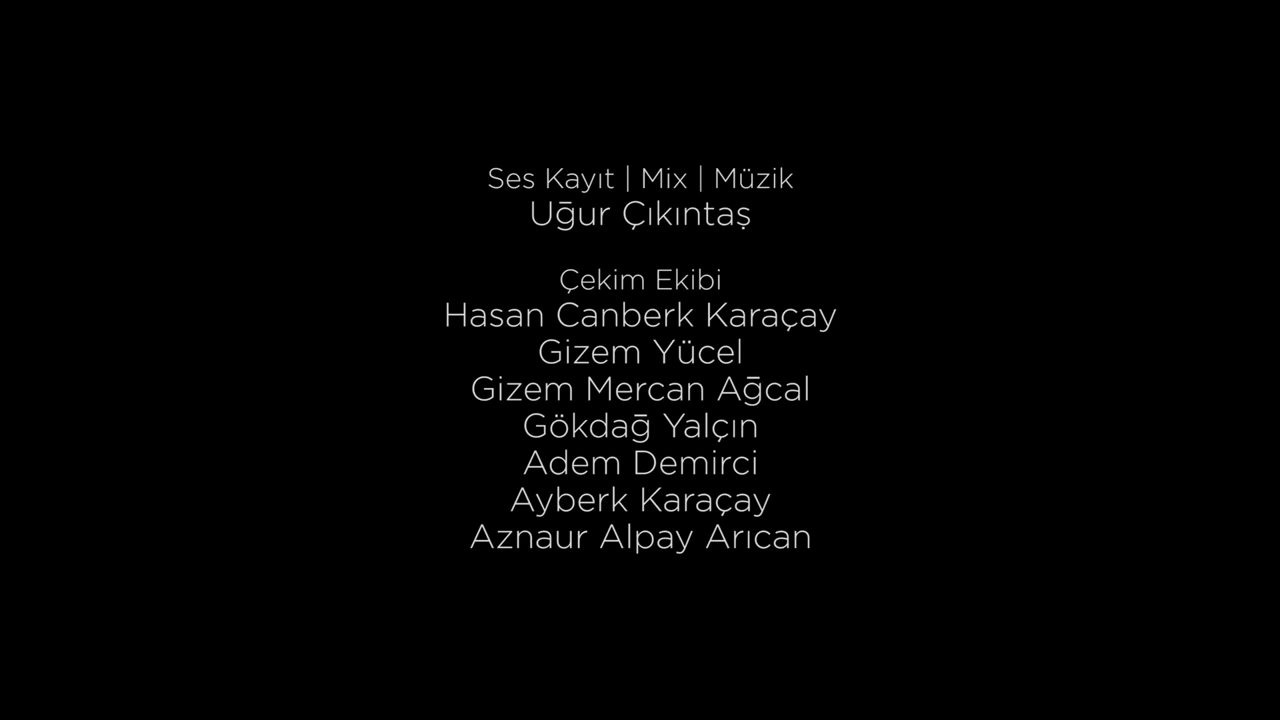 Ses Kayıt | Mix | Müzik
Uğur Çıkıntaş
Çekim Ekibi
Hasan Canberk Karaçay
Gizem Yücel
Gizem Mercan Ağcal
Gökdağ Yalçın
Adem Demirci
Ayberk Karaçay
Aznaur Alpay Arıcan